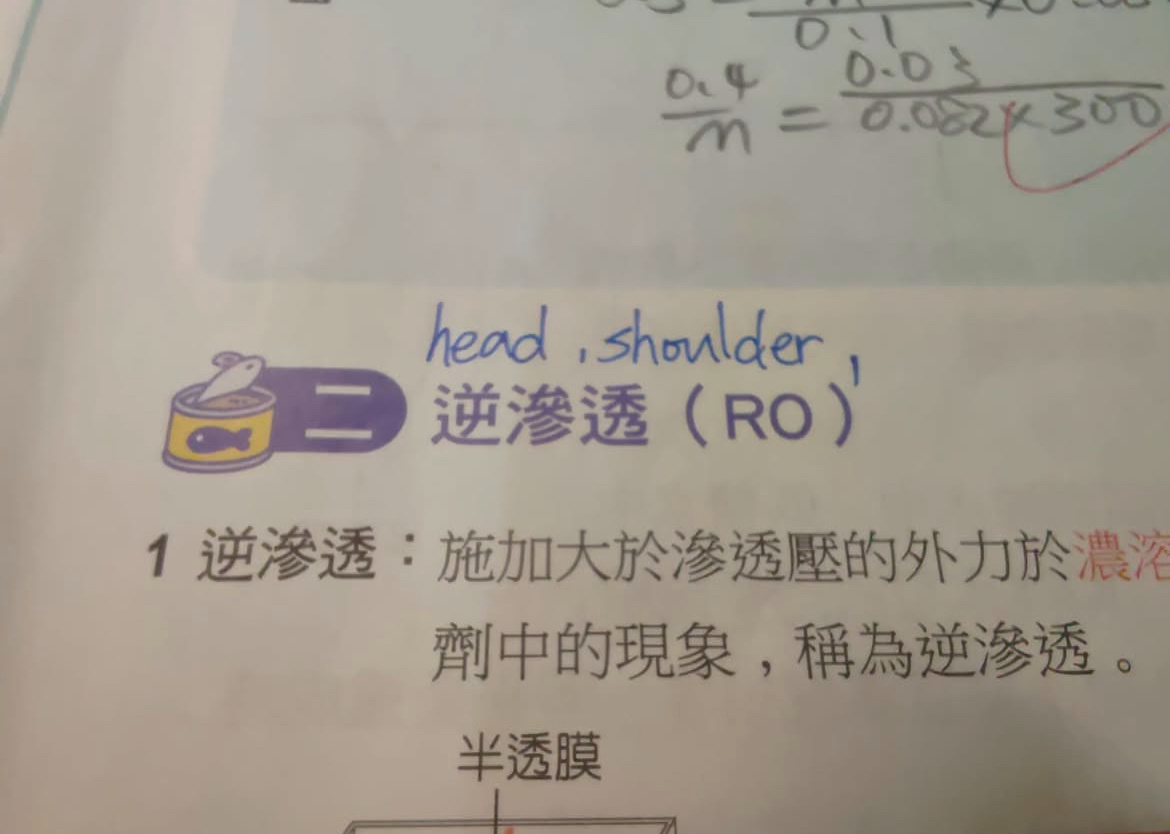 0.1
0.4/m = 0.03/0.082×300
head , shoulder ,
二 逆滲透（RO）
1 逆滲透：施加大於滲透壓的外力於濃溶
劑中的現象，稱為逆滲透。
半透膜